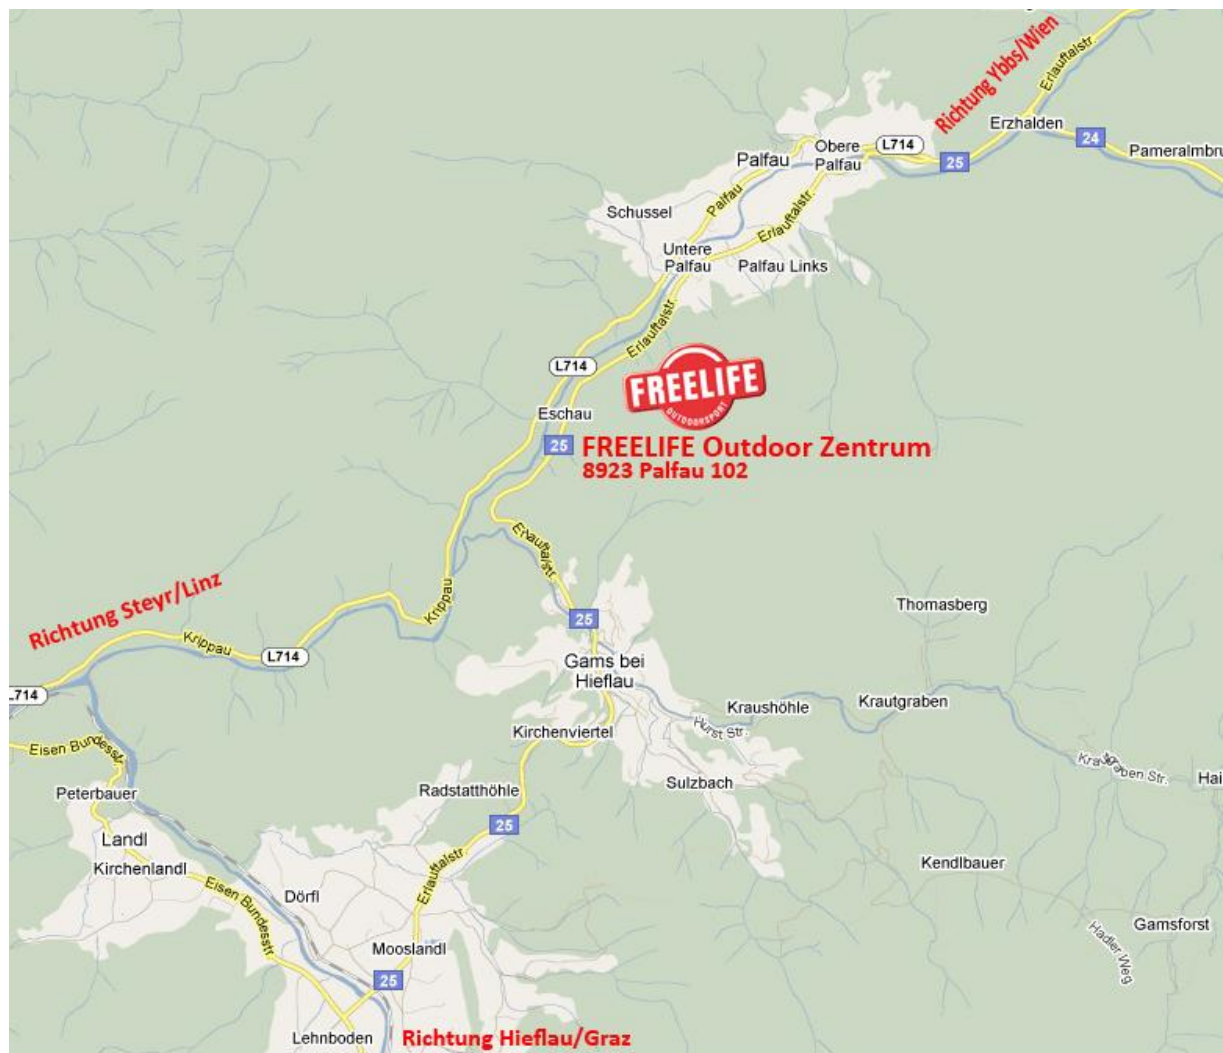 Richtung Ybbs/Wien
Erlauftalstr.
Erzhalden
24
Obere
Palfau
L714
25
Palfau
Pameralmbru
Palfau
Schussel
Erlauftalstr.
Untere
Palfau
Palfau Links
Erlauftalstr.
L714
FREELIFE
OUTDOORSPORT
Eschau
25
FREELIFE Outdoor Zentrum
8923 Palfau 102
Erlauftalstr.
Richtung Steyr/Linz
Krippau
Thomasberg
25
Krippau
L714
Gams bei
Hieflau
L714
Kraushöhle
Krautgraben
Hurst Str.
Kirchenviertel
Eisen Bundesstr.
Sulzbach
Hai
Peterbauer
Radstatthöhle
25
Landl
Kirchenlandl
Erlauftalstr.
Kendlbauer
Eisen Bundesstr
Dörfl
Gamsforst
Mooslandl
Hadler Weg
25
Lehnboden
Richtung Hieflau/Graz